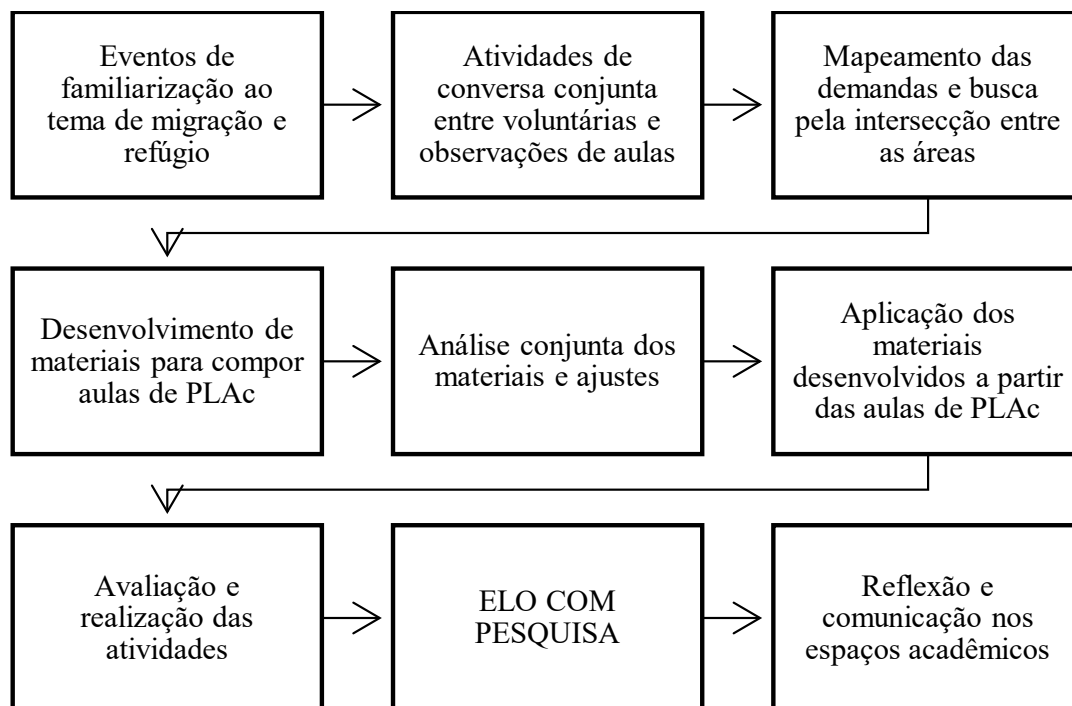 Eventos de
familiarização ao
tema de migração e
refúgio
Atividades de
conversa conjunta
entre voluntárias e
observações de aulas
Mapeamento das
demandas e busca
pela intersecção entre
as áreas
Desenvolvimento de
materiais para compor
aulas de PLAc
Análise conjunta dos
materiais e ajustes
Aplicação dos
materiais
desenvolvidos a partir
das aulas de PLAc
Avaliação e
realização das
atividades
ELO COM
PESQUISA
Reflexão e
comunicação nos
espaços acadêmicos